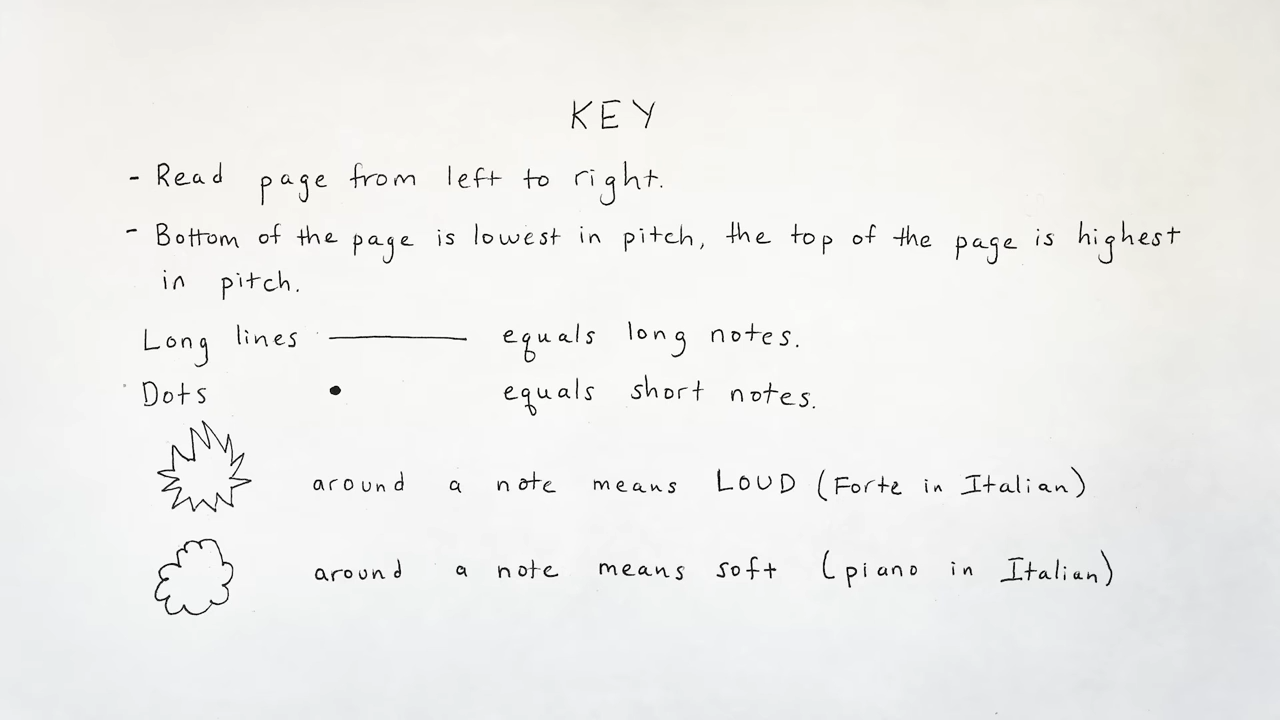 KEY
- Read page from left to right.
- Bottom of the page is lowest in pitch, the top of the page is highest
in pitch.
Long lines equals long notes.
Dots equals short notes.
around a note means LOUD (Forte in Italian)
around a note means soft (piano in Italian)